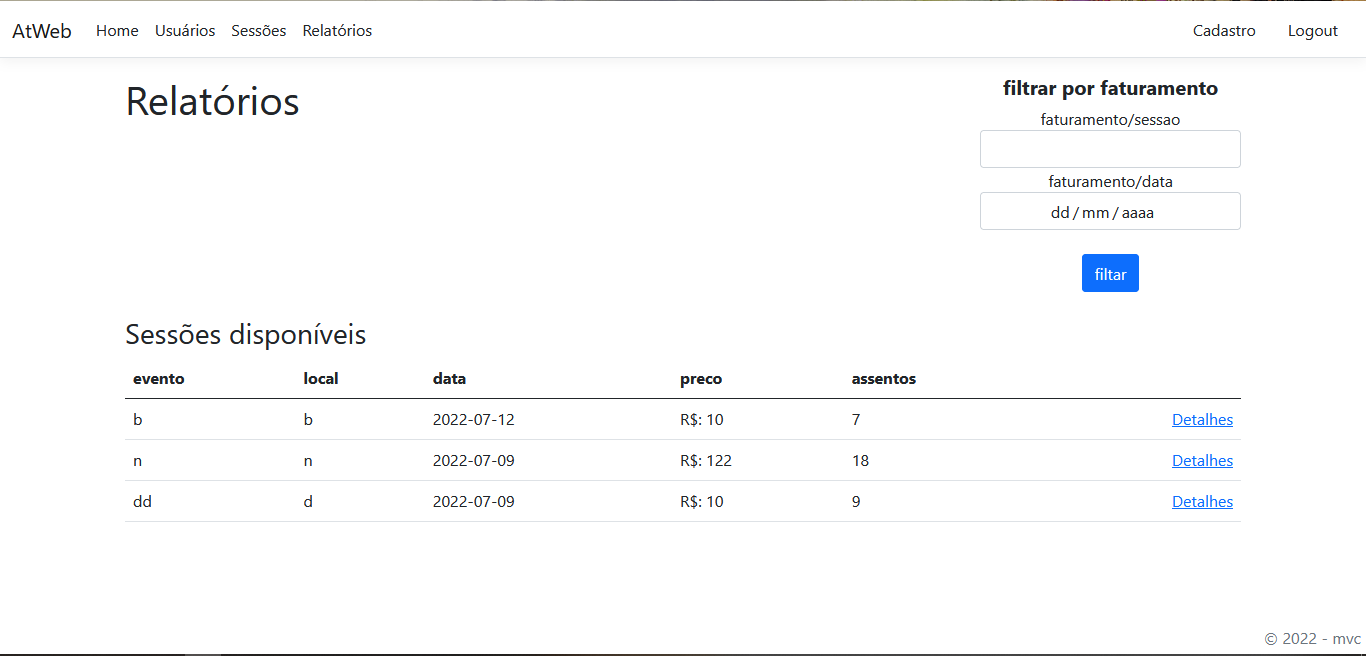 AtWeb Home Usuários Sessões Relatórios Cadastro Logout
Relatórios
filtrar por faturamento
faturamento/sessao
faturamento/data
dd/mm/aaaa
filtar
Sessões disponíveis
evento local data preco assentos
b b 2022-07-12 R$: 10 7 Detalhes
n n 2022-07-09 R$: 122 18 Detalhes
dd d 2022-07-09 R$: 10 9 Detalhes
© 2022 - mvc